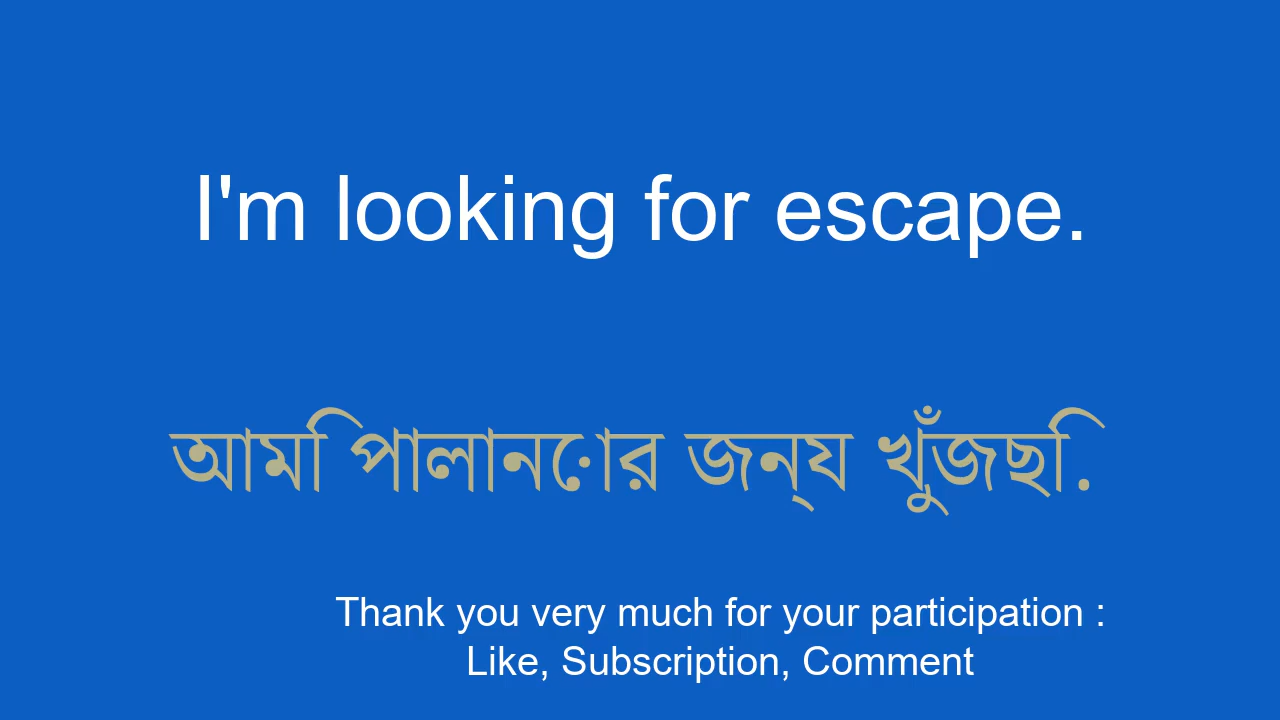 I'm looking for escape.
আমি পালানোর জন্য খুঁজছি.
Thank you very much for your participation :
Like, Subscription, Comment